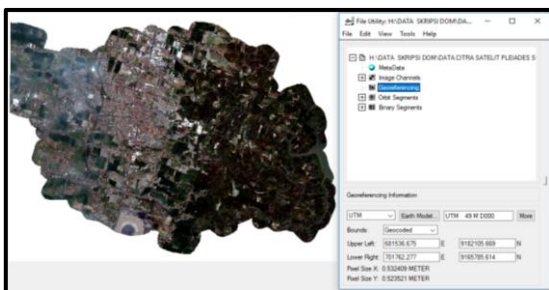 File Utility: H:\DATA SKRIPSI DOM\DA...
File Edit View Tools Help
H:\DATA SKRIPSI DOM\DATA CITRA SATELIT PLEIADES S
MetaData
Image Channels
Georeferencing
Orbit Segments
Binary Segments
Georeferencing Information
UTM Earth Model... UTM 49 M D000 More
Bounds: Geocoded
Upper Left: 681536.675 E 9182105.669 N
Lower Right: 701762.277 E 9165785.614 N
Pixel Size X: 0.532409 METER
Pixel Size Y: 0.523521 METER